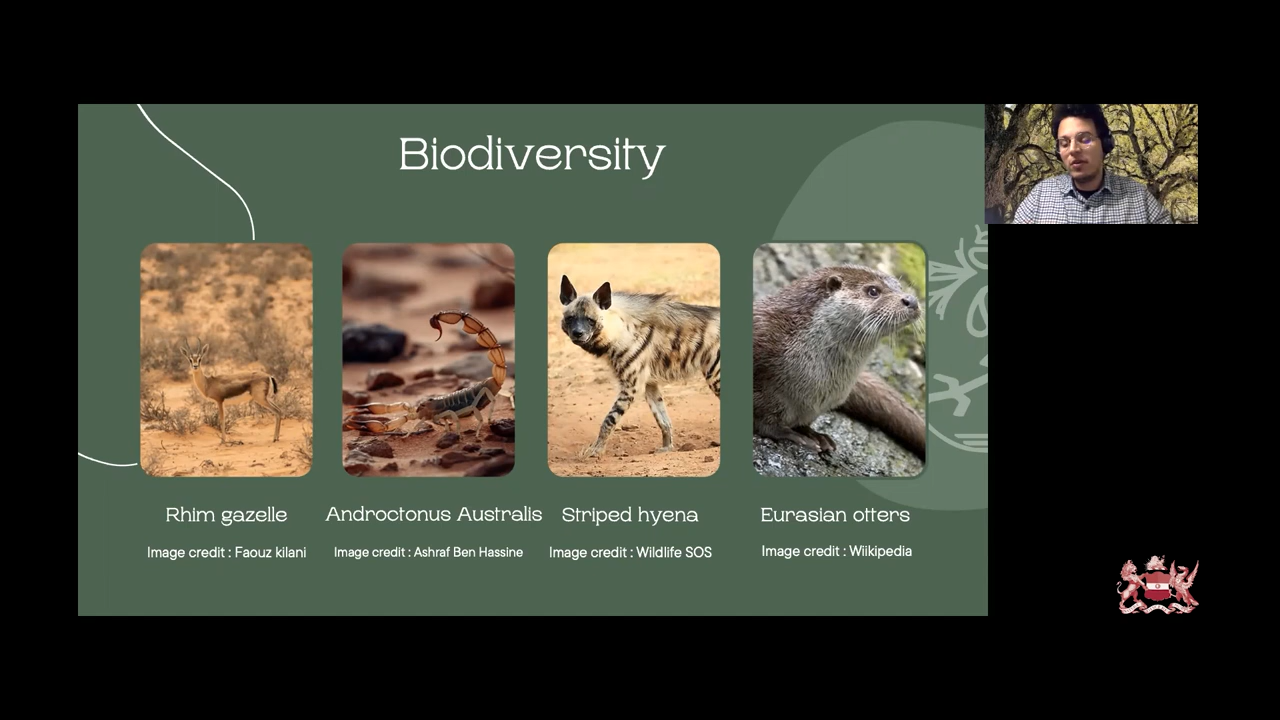 Biodiversity
Rhim gazelle
Androctonus Australis
Striped hyena
Eurasian otters
Image credit : Faouz kilani
Image credit : Ashraf Ben Hassine
Image credit : Wildlife SOS
Image credit : Wiikipedia